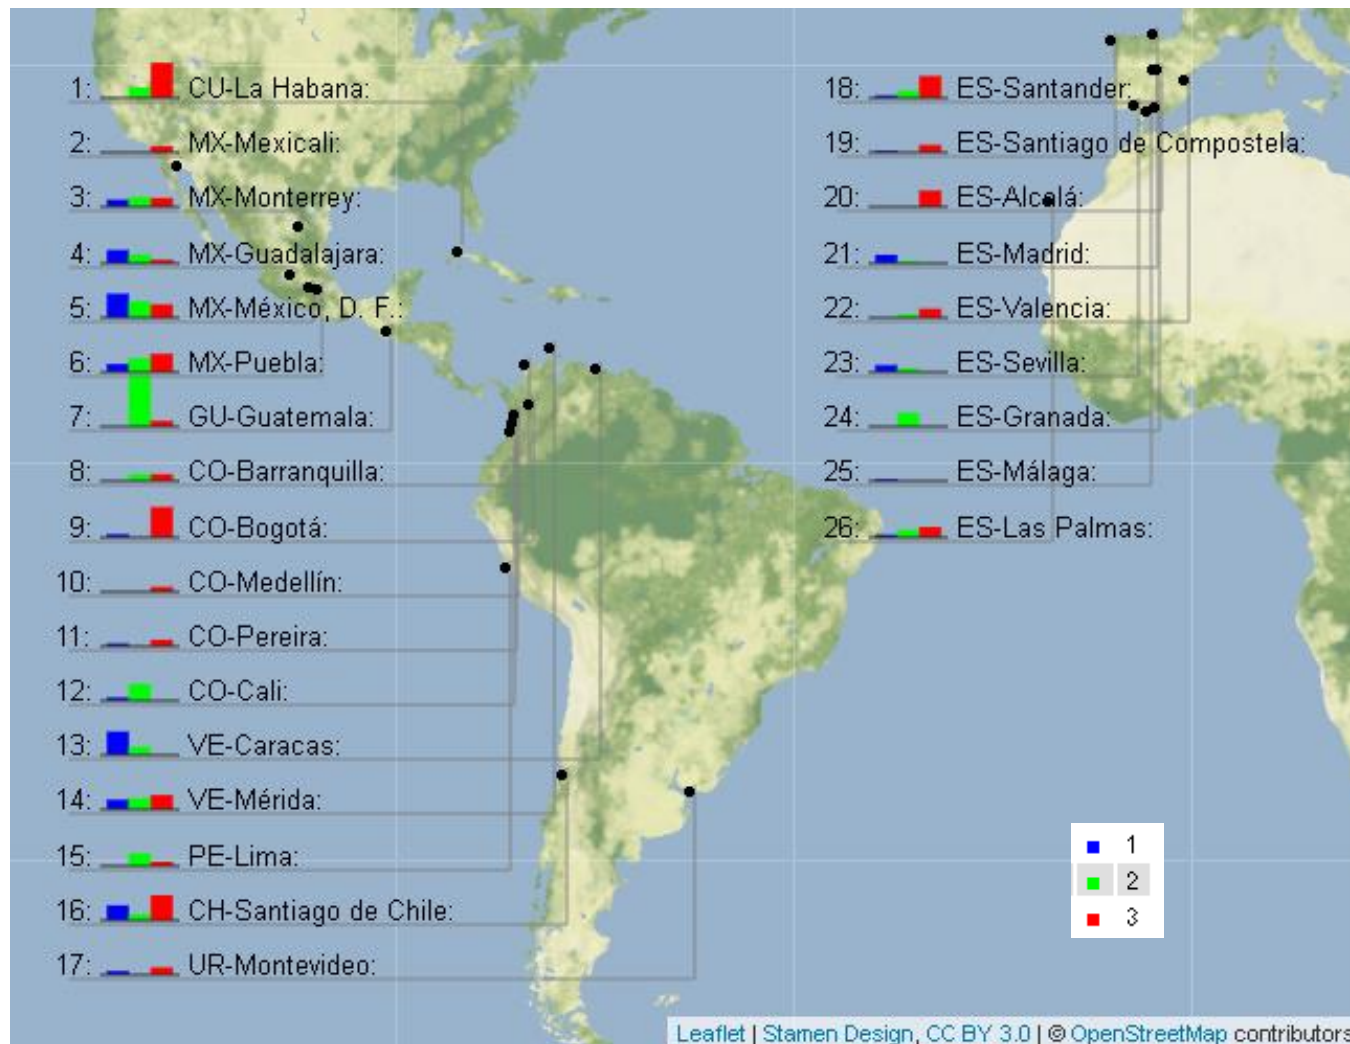 1: CU-La Habana:
2: MX-Mexicali:
3: MX-Monterrey:
4: MX-Guadalajara:
5: MX-México, D. F.:
6: MX-Puebla:
7: GU-Guatemala:
8: CO-Barranquilla:
9: CO-Bogotá:
10: CO-Medellín:
11: CO-Pereira:
12: CO-Cali:
13: VE-Caracas:
14: VE-Mérida:
15: PE-Lima:
16: CH-Santiago de Chile:
17: UR-Montevideo:
18: ES-Santander:
19: ES-Santiago de Compostela:
20: ES-Alcalá:
21: ES-Madrid:
22: ES-Valencia:
23: ES-Sevilla:
24: ES-Granada:
25: ES-Málaga:
26: ES-Las Palmas:
1
2
3
Leaflet | Stamen Design, CC BY 3.0 | © OpenStreetMap contributors